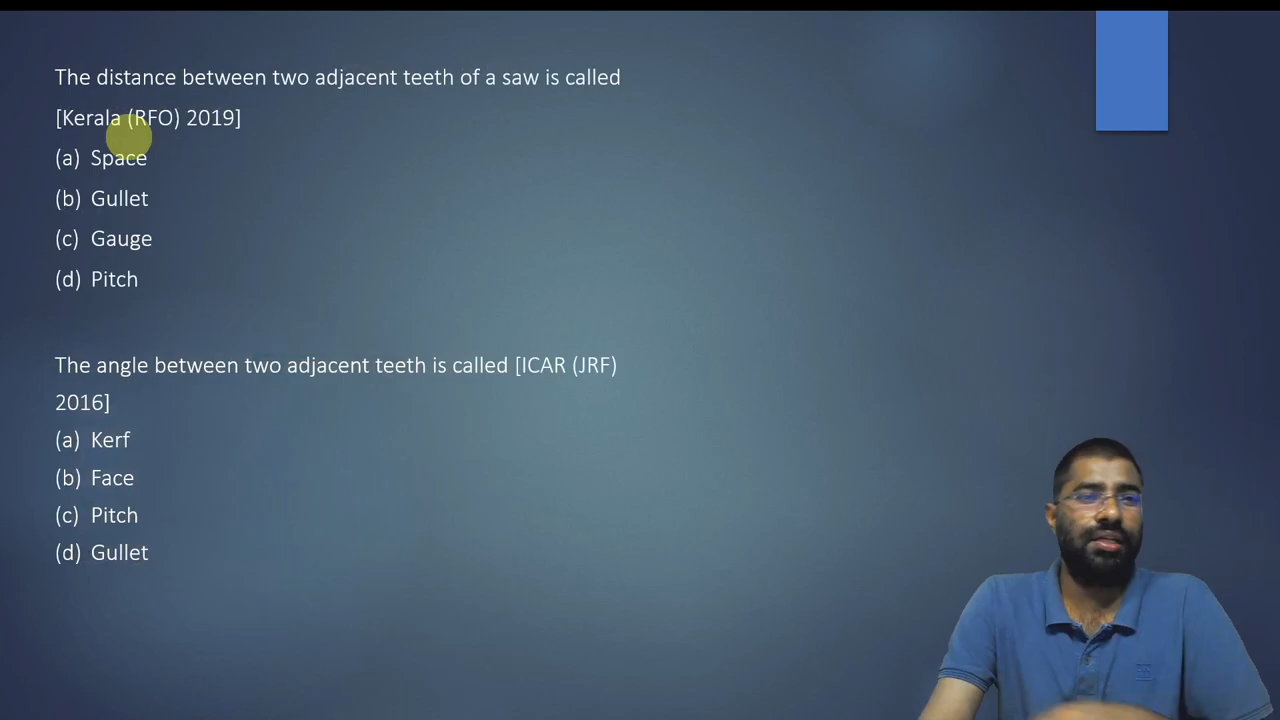 The distance between two adjacent teeth of a saw is called
[Kerala (RFO) 2019]
(a) Space
(b) Gullet
(c) Gauge
(d) Pitch
The angle between two adjacent teeth is called [ICAR (JRF)
2016]
(a) Kerf
(b) Face
(c) Pitch
(d) Gullet